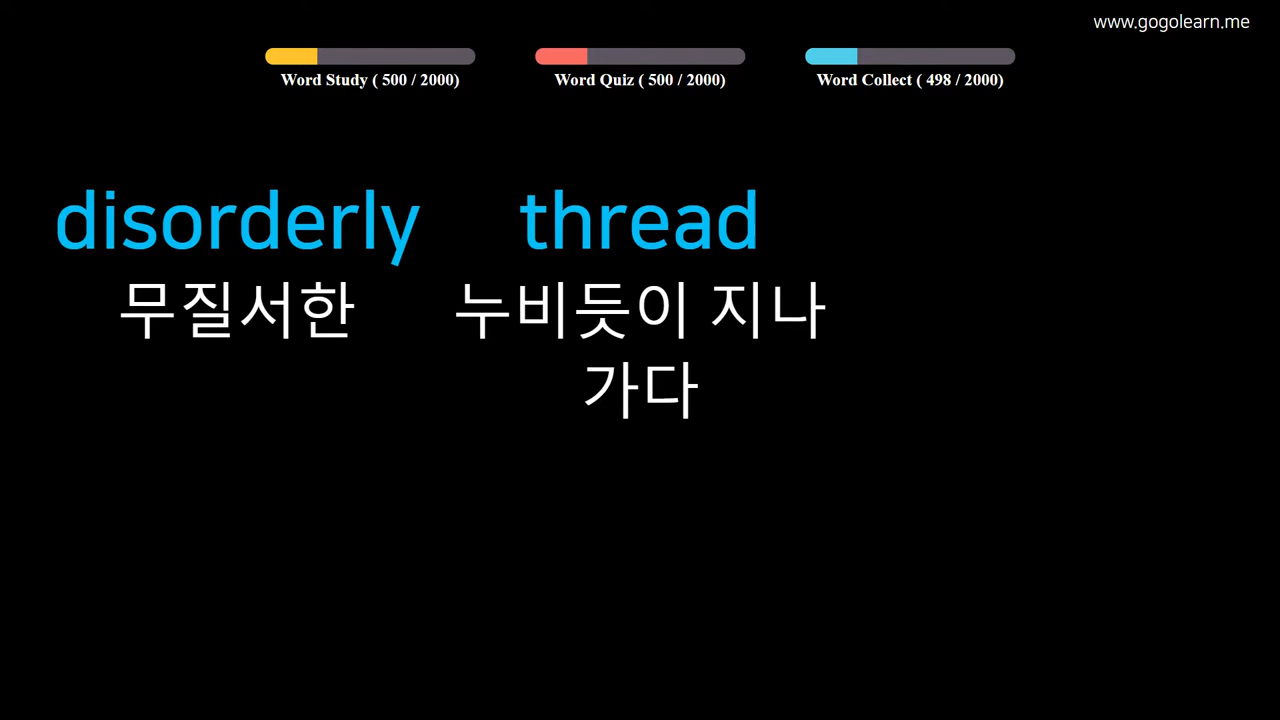 www.gogolearn.me
Word Study ( 500 / 2000)
Word Quiz ( 500 / 2000)
Word Collect ( 498 / 2000)
disorderly
무질서한
thread
누비듯이 지나
가다